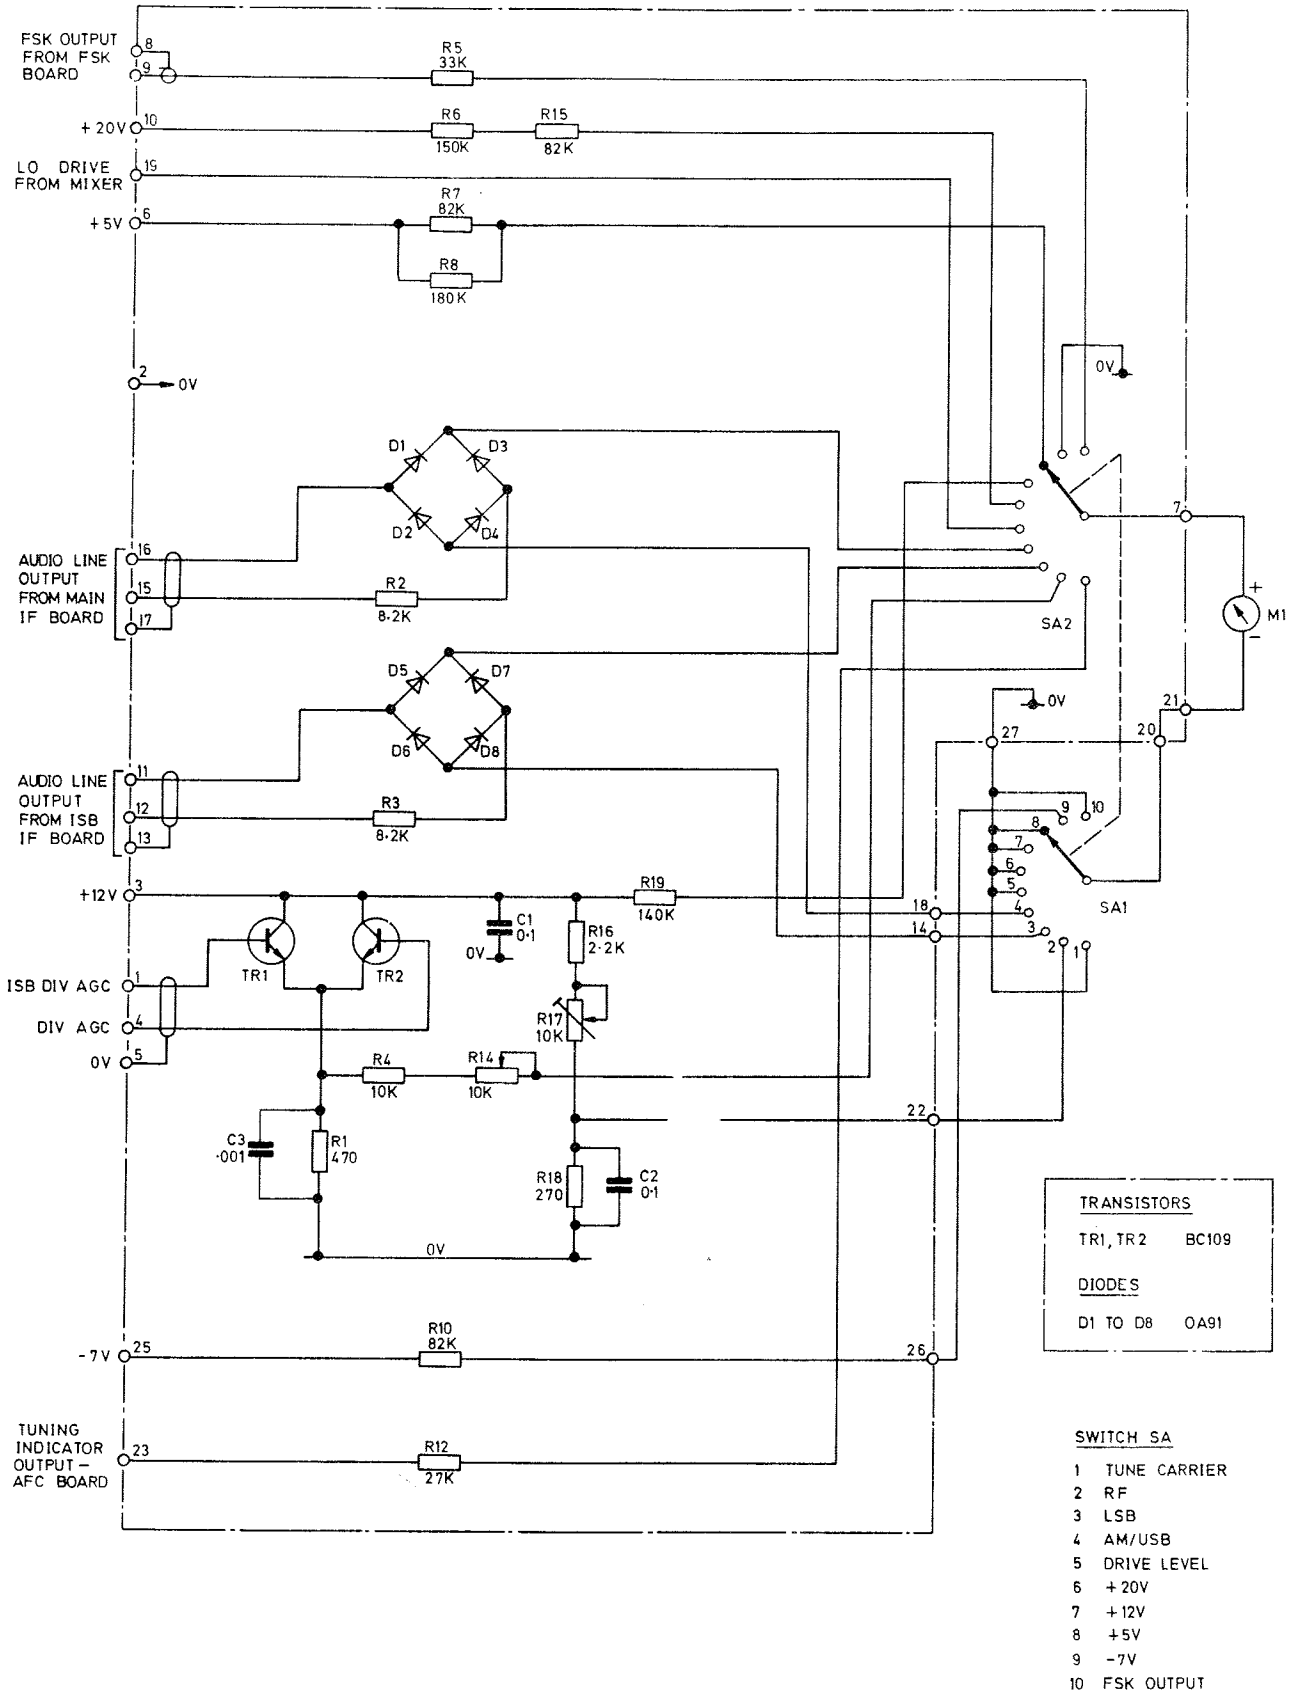 FSK OUTPUT
FROM FSK
BOARD
8
9
R5
33K
+20V
10
R6
150K
R15
82K
LO DRIVE
FROM MIXER
19
+5V
6
R7
82K
R8
180K
2
0V
0V
D1
D3
D2
D4
7
AUDIO LINE
OUTPUT
FROM MAIN
IF BOARD
16
15
17
R2
8.2K
SA2
+
M1
−
D5
D7
D6
D8
0V
21
27
20
AUDIO LINE
OUTPUT
FROM ISB
IF BOARD
11
12
13
R3
8.2K
9
10
8
7
6
5
4
3
2
1
SA1
+12V
3
R19
140K
18
14
C1
0.1
0V
R16
2.2K
TR1
TR2
ISB DIV AGC
1
DIV AGC
4
0V
5
R17
10K
R4
10K
R14
10K
22
C3
.001
R1
470
R18
270
C2
0.1
0V
TRANSISTORS
TR1, TR2 BC109
DIODES
D1 TO D8 OA91
-7V
25
R10
82K
26
TUNING
INDICATOR
OUTPUT –
AFC BOARD
23
R12
27K
SWITCH SA
1 TUNE CARRIER
2 RF
3 LSB
4 AM/USB
5 DRIVE LEVEL
6 +20V
7 +12V
8 +5V
9 -7V
10 FSK OUTPUT